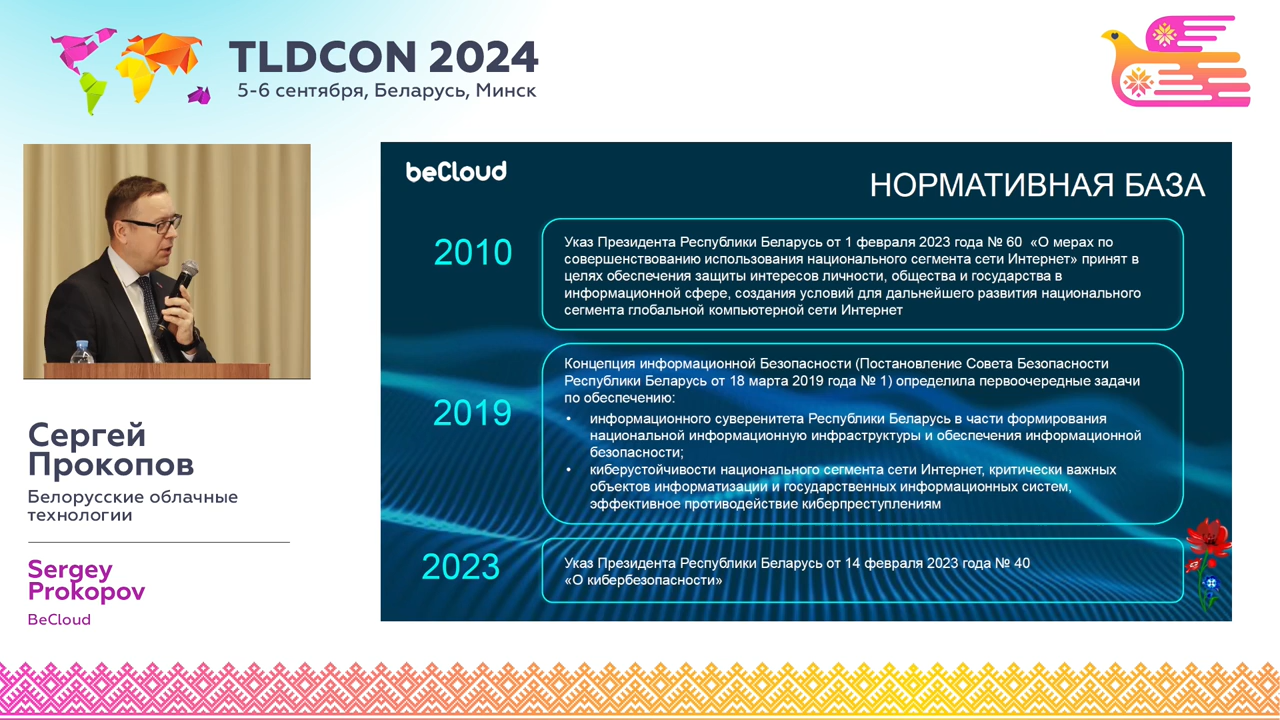 TLDCON 2024
5-6 сентября, Беларусь, Минск
beCloud
НОРМАТИВНАЯ БАЗА
2010
Указ Президента Республики Беларусь от 1 февраля 2023 года № 60 «О мерах по
совершенствованию использования национального сегмента сети Интернет» принят в
целях обеспечения защиты интересов личности, общества и государства в
информационной сфере, создания условий для дальнейшего развития национального
сегмента глобальной компьютерной сети Интернет
2019
Концепция информационной Безопасности (Постановление Совета Безопасности
Республики Беларусь от 18 марта 2019 года № 1) определила первоочередные задачи
по обеспечению:
• информационного суверенитета Республики Беларусь в части формирования
национальной информационную инфраструктуры и обеспечения информационной
безопасности;
• киберустойчивости национального сегмента сети Интернет, критически важных
объектов информатизации и государственных информационных систем,
эффективное противодействие киберпреступлениям
2023
Указ Президента Республики Беларусь от 14 февраля 2023 года № 40
«О кибербезопасности»
Сергей
Прокопов
Белорусские облачные
технологии
Sergey
Prokopov
BeCloud